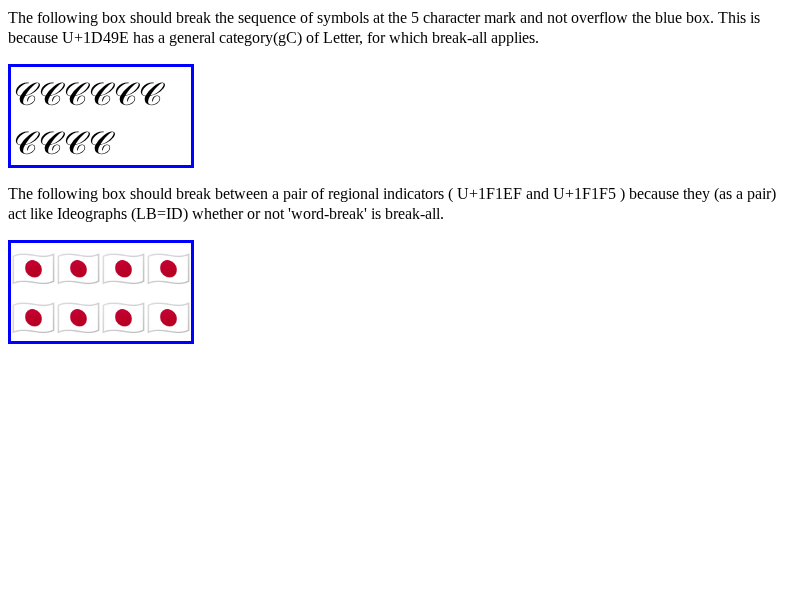 The following box should break the sequence of symbols at the 5 character mark and not overflow the blue box. This is
because U+1D49E has a general category(gC) of Letter, for which break-all applies.
𝒞𝒞𝒞𝒞𝒞𝒞
𝒞𝒞𝒞𝒞
The following box should break between a pair of regional indicators ( U+1F1EF and U+1F1F5 ) because they (as a pair)
act like Ideographs (LB=ID) whether or not 'word-break' is break-all.
🇯🇵🇯🇵🇯🇵🇯🇵
🇯🇵🇯🇵🇯🇵🇯🇵